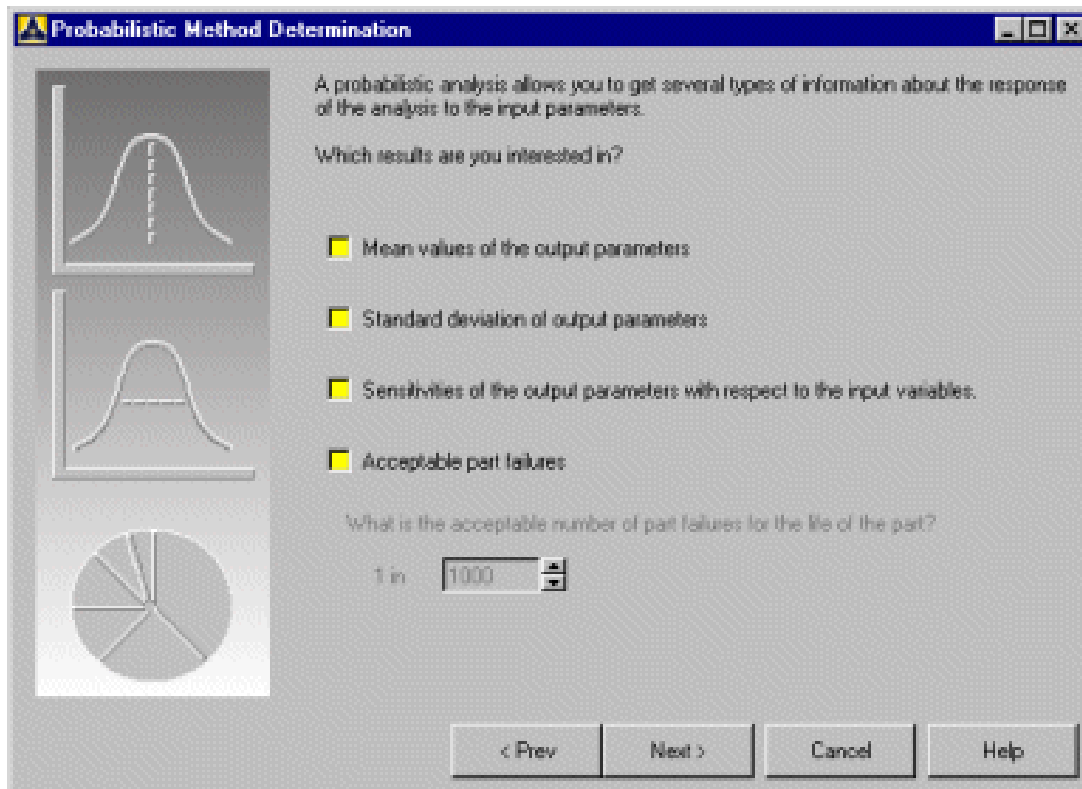 Probabilistic Method Determination
A probabilistic analysis allows you to get several types of information about the response
of the analysis to the input parameters.
Which results are you interested in?
Mean values of the output parameters
Standard deviation of output parameters
Sensitivities of the output parameters with respect to the input variables.
Acceptable part failures
What is the acceptable number of part failures for the life of the part?
1 in 1000
< Prev Next > Cancel Help